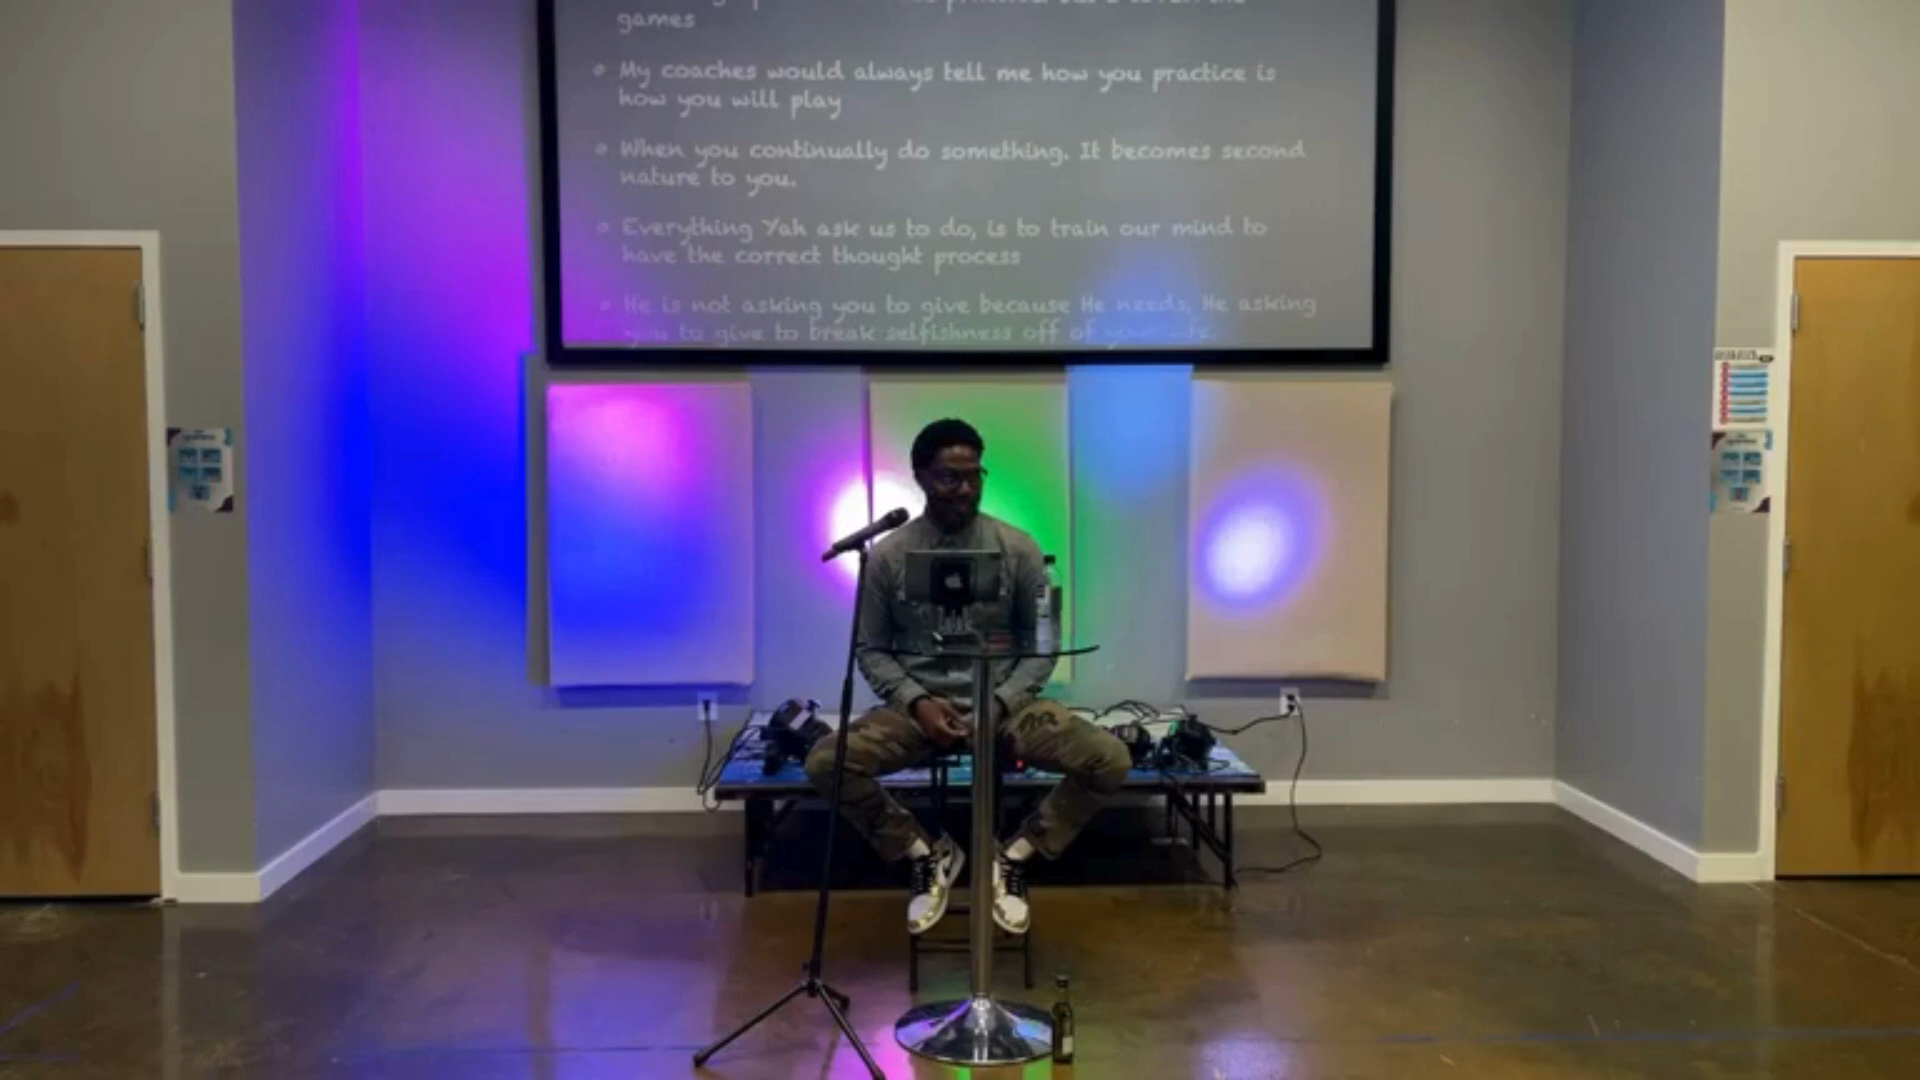 games
My coaches would always tell me how you practice is
how you will play
When you continually do something. It becomes second
nature to you.
Everything Yah ask us to do, is to train our mind to
have the correct thought process
He is not asking you to give because He needs, He asking
you to give to break selfishness off of your life.